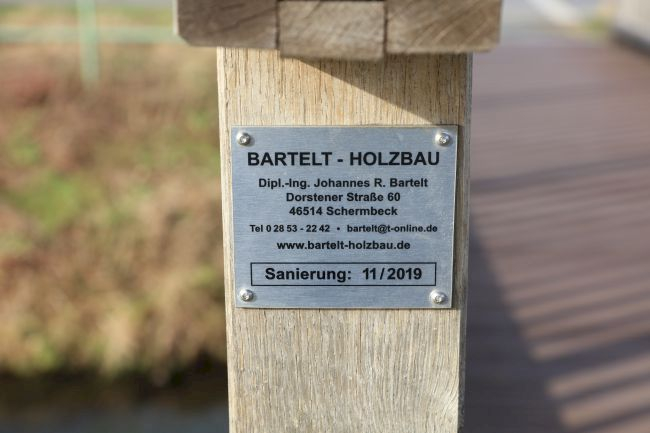 BARTELT - HOLZBAU
Dipl.-Ing. Johannes R. Bartelt
Dorstener Straße 60
46514 Schermbeck
Tel 0 28 53 - 22 42 • bartelt@t-online.de
www.bartelt-holzbau.de
Sanierung: 11/2019